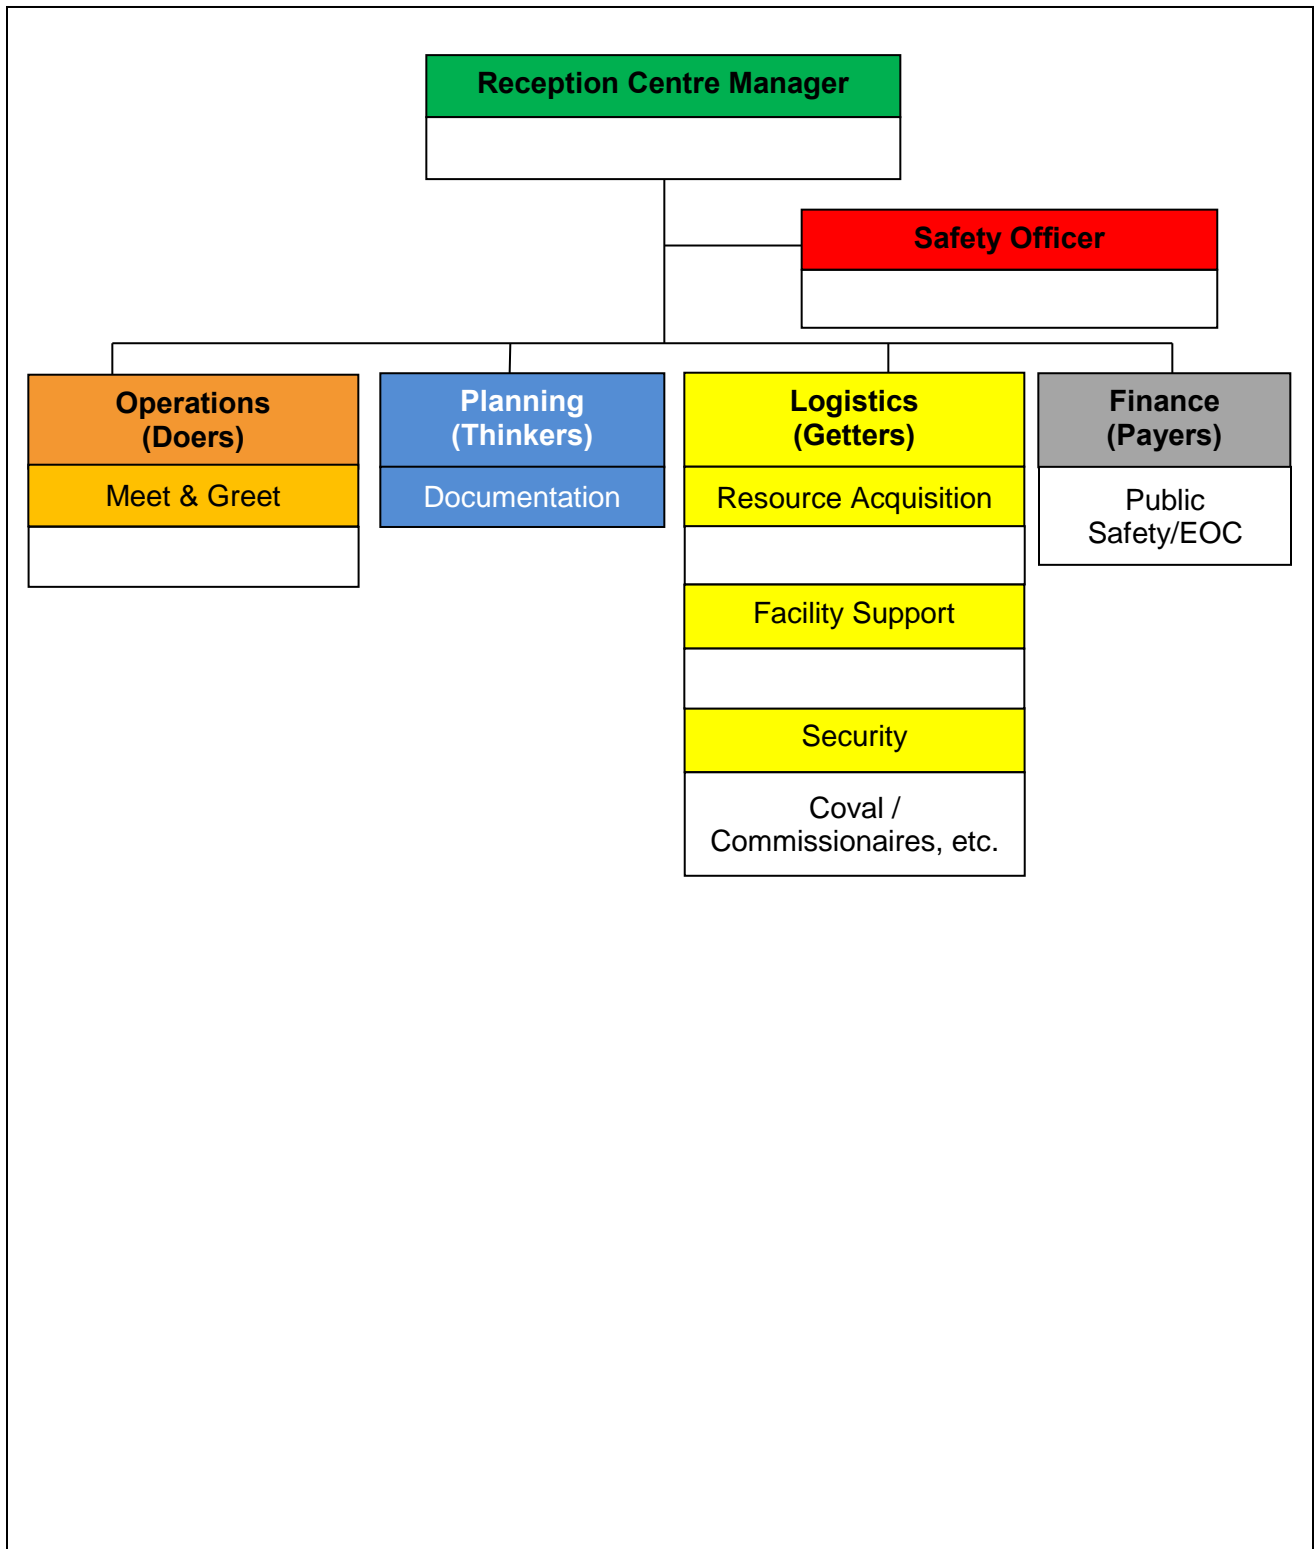 Reception Centre Manager
Safety Officer
Operations
(Doers)
Meet & Greet
Planning
(Thinkers)
Documentation
Logistics
(Getters)
Resource Acquisition
Facility Support
Security
Coval /
Commissionaires, etc.
Finance
(Payers)
Public
Safety/EOC